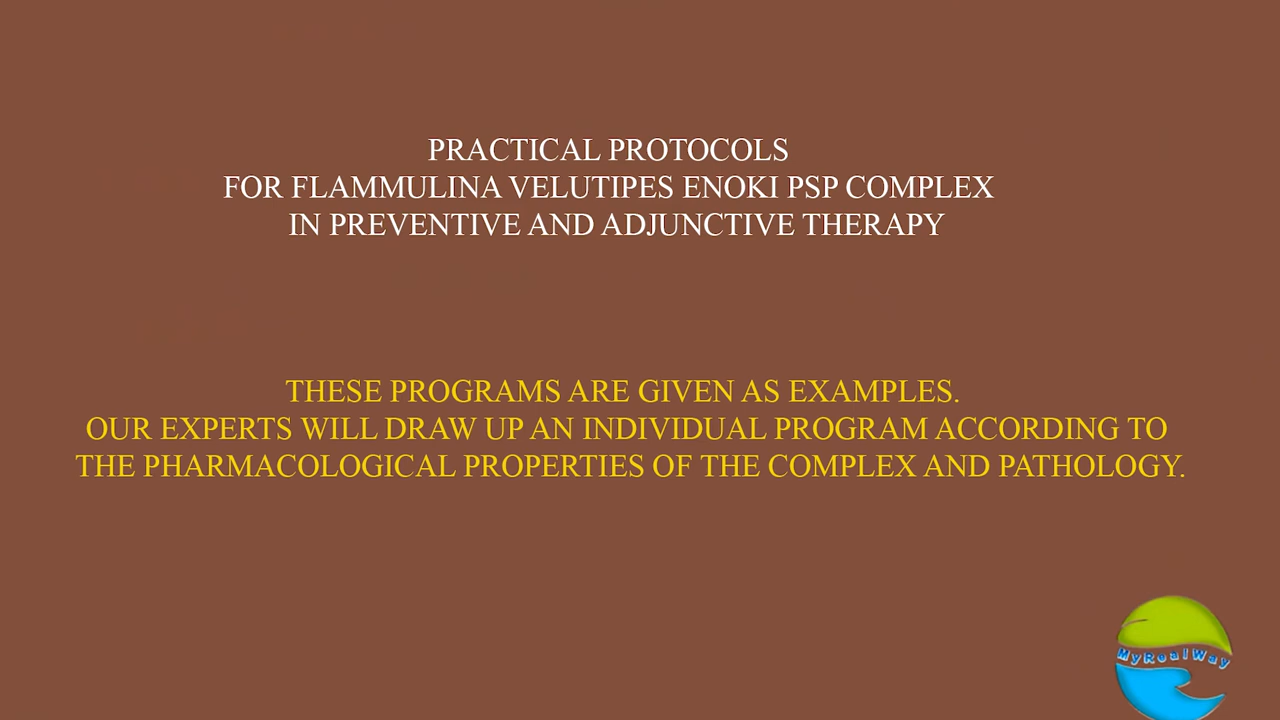 PRACTICAL PROTOCOLS
FOR FLAMMULINA VELUTIPES ENOKI PSP COMPLEX
IN PREVENTIVE AND ADJUNCTIVE THERAPY
THESE PROGRAMS ARE GIVEN AS EXAMPLES.
OUR EXPERTS WILL DRAW UP AN INDIVIDUAL PROGRAM ACCORDING TO
THE PHARMACOLOGICAL PROPERTIES OF THE COMPLEX AND PATHOLOGY.
MyRealWay